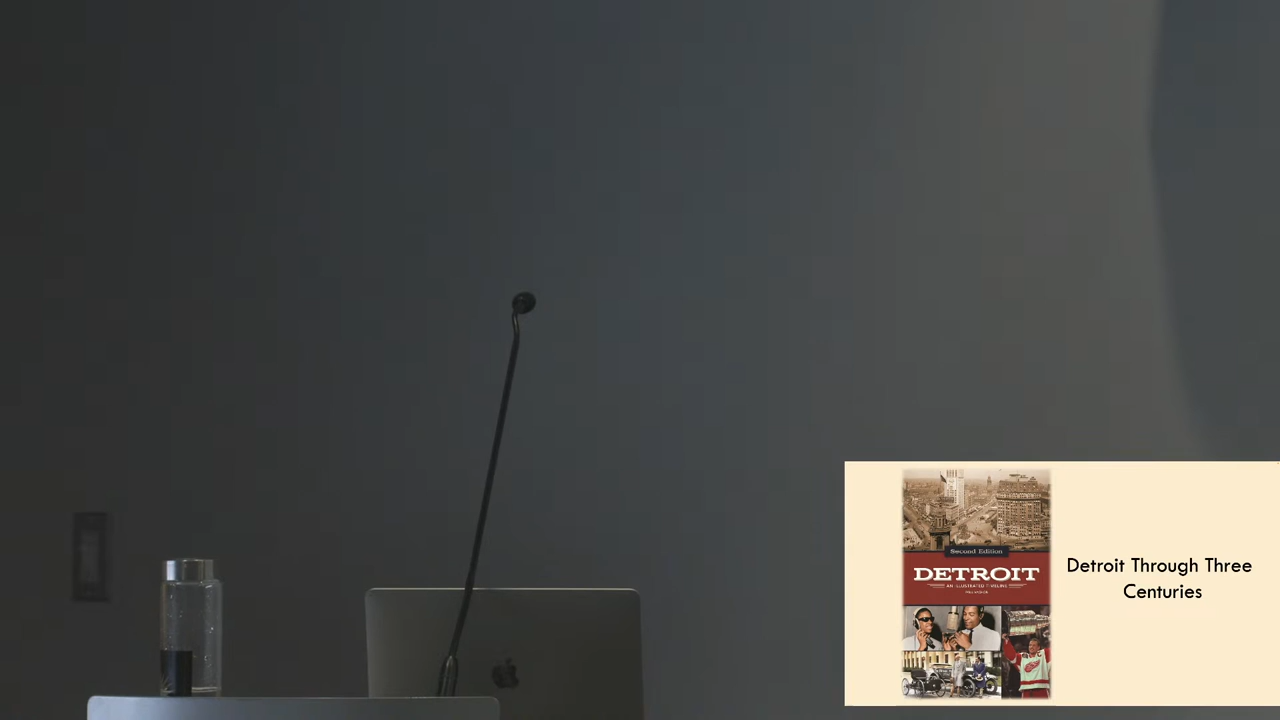 Second Edition
DETROIT
AN ILLUSTRATED TIMELINE
Detroit Through Three
Centuries